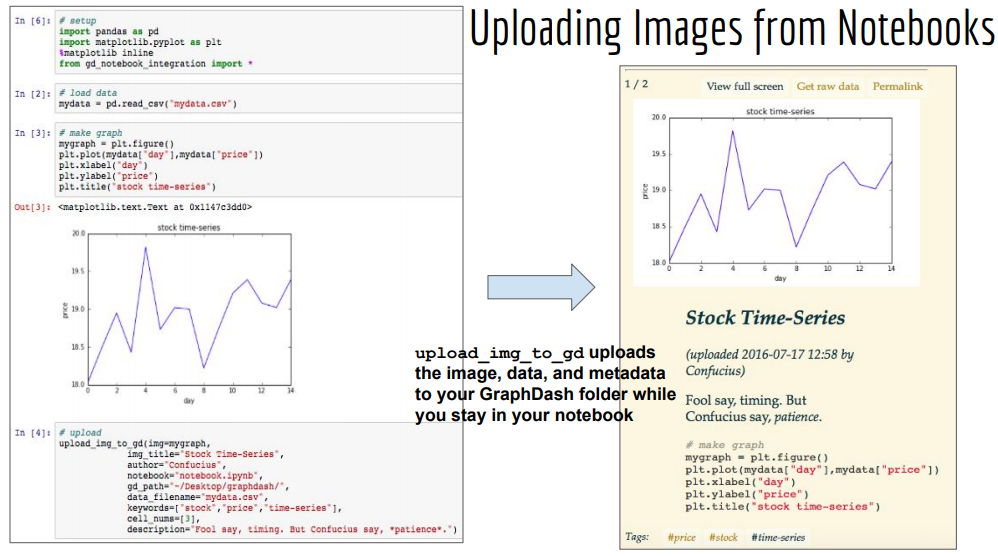 Uploading Images from Notebooks
In [6]: # setup
import pandas as pd
import matplotlib.pyplot as plt
%matplotlib inline
from gd_notebook_integration import *
In [2]: # load data
mydata = pd.read_csv("mydata.csv")
In [3]: # make graph
mygraph = plt.figure()
plt.plot(mydata["day"],mydata["price"])
plt.xlabel("day")
plt.ylabel("price")
plt.title("stock time-series")
Out[3]: <matplotlib.text.Text at 0x1147c3dd0>
stock time-series
20.0
19.5
19.0
18.5
18.0
price
0 2 4 6 8 10 12 14
day
In [4]: # upload
upload_img_to_gd(img=mygraph,
img_title="Stock Time-Series",
author="Confucius",
notebook="notebook.ipynb",
gd_path="~/Desktop/graphdash/",
data_filename="mydata.csv",
keywords=["stock","price","time-series"],
cell_nums=[3],
description="Fool say, timing. But Confucius say, *patience*.")
upload_img_to_gd uploads
the image, data, and metadata
to your GraphDash folder while
you stay in your notebook
1 / 2 View full screen Get raw data Permalink
stock time-series
20.0
19.5
19.0
18.5
18.0
price
0 2 4 6 8 10 12 14
day
Stock Time-Series
(uploaded 2016-07-17 12:58 by
Confucius)
Fool say, timing. But
Confucius say, patience.
# make graph
mygraph = plt.figure()
plt.plot(mydata["day"],mydata["price"])
plt.xlabel("day")
plt.ylabel("price")
plt.title("stock time-series")
Tags: #price #stock #time-series